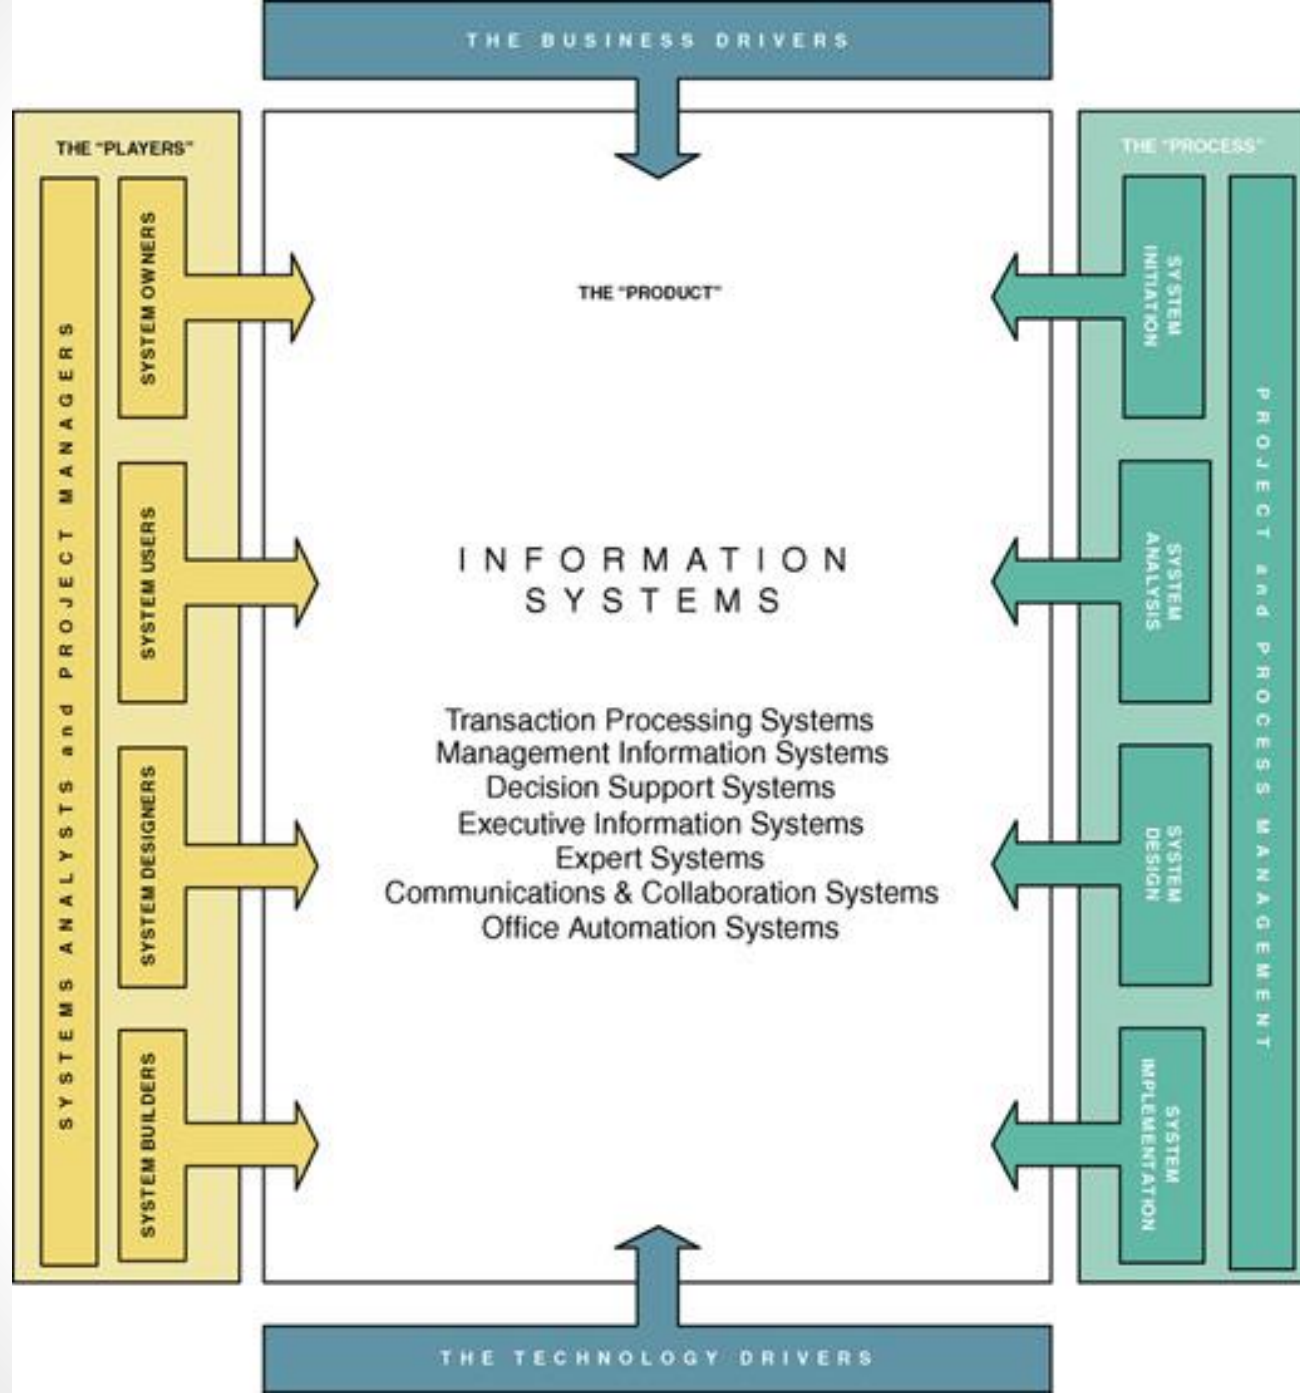 THE BUSINESS DRIVERS
THE "PLAYERS"
SYSTEMS ANALYSTS and PROJECT MANAGERS
SYSTEM OWNERS
SYSTEM USERS
SYSTEM DESIGNERS
SYSTEM BUILDERS
THE "PRODUCT"
INFORMATION
SYSTEMS
Transaction Processing Systems
Management Information Systems
Decision Support Systems
Executive Information Systems
Expert Systems
Communications & Collaboration Systems
Office Automation Systems
THE "PROCESS"
SYSTEM
INITIATION
SYSTEM
ANALYSIS
SYSTEM
DESIGN
SYSTEM
IMPLEMENTATION
PROJECT and PROCESS MANAGEMENT
THE TECHNOLOGY DRIVERS